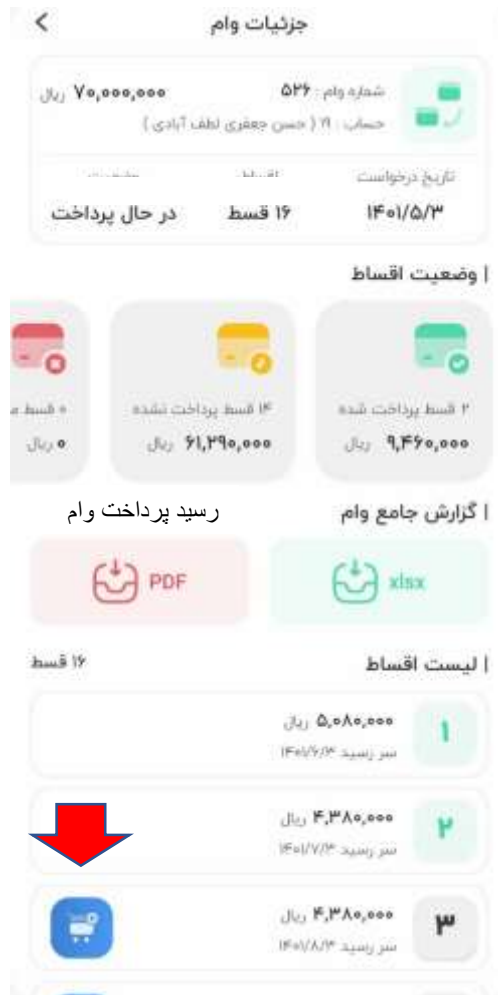 جزئیات وام
شماره وام : ۵۲۶ ۷۰,۰۰۰,۰۰۰ ریال
حساب : ۱۹ ( حسن جعفری لطف آبادی )
تاریخ درخواست
۱۴۰۱/۵/۳ ۱۶ قسط در حال پرداخت
وضعیت اقساط
۲ قسط پرداخت شده ۱۴ قسط پرداخت نشده ۰ قسط
۹,۴۶۰,۰۰۰ ریال ۶۱,۲۹۰,۰۰۰ ریال ۰ ریال
گزارش جامع وام رسید پرداخت وام
xlsx PDF
لیست اقساط ۱۶ قسط
۱ ۵,۰۸۰,۰۰۰ ریال
سر رسید ۱۴۰۱/۶/۳
۲ ۴,۳۸۰,۰۰۰ ریال
سر رسید ۱۴۰۱/۷/۳
۳ ۴,۳۸۰,۰۰۰ ریال
سر رسید ۱۴۰۱/۸/۳